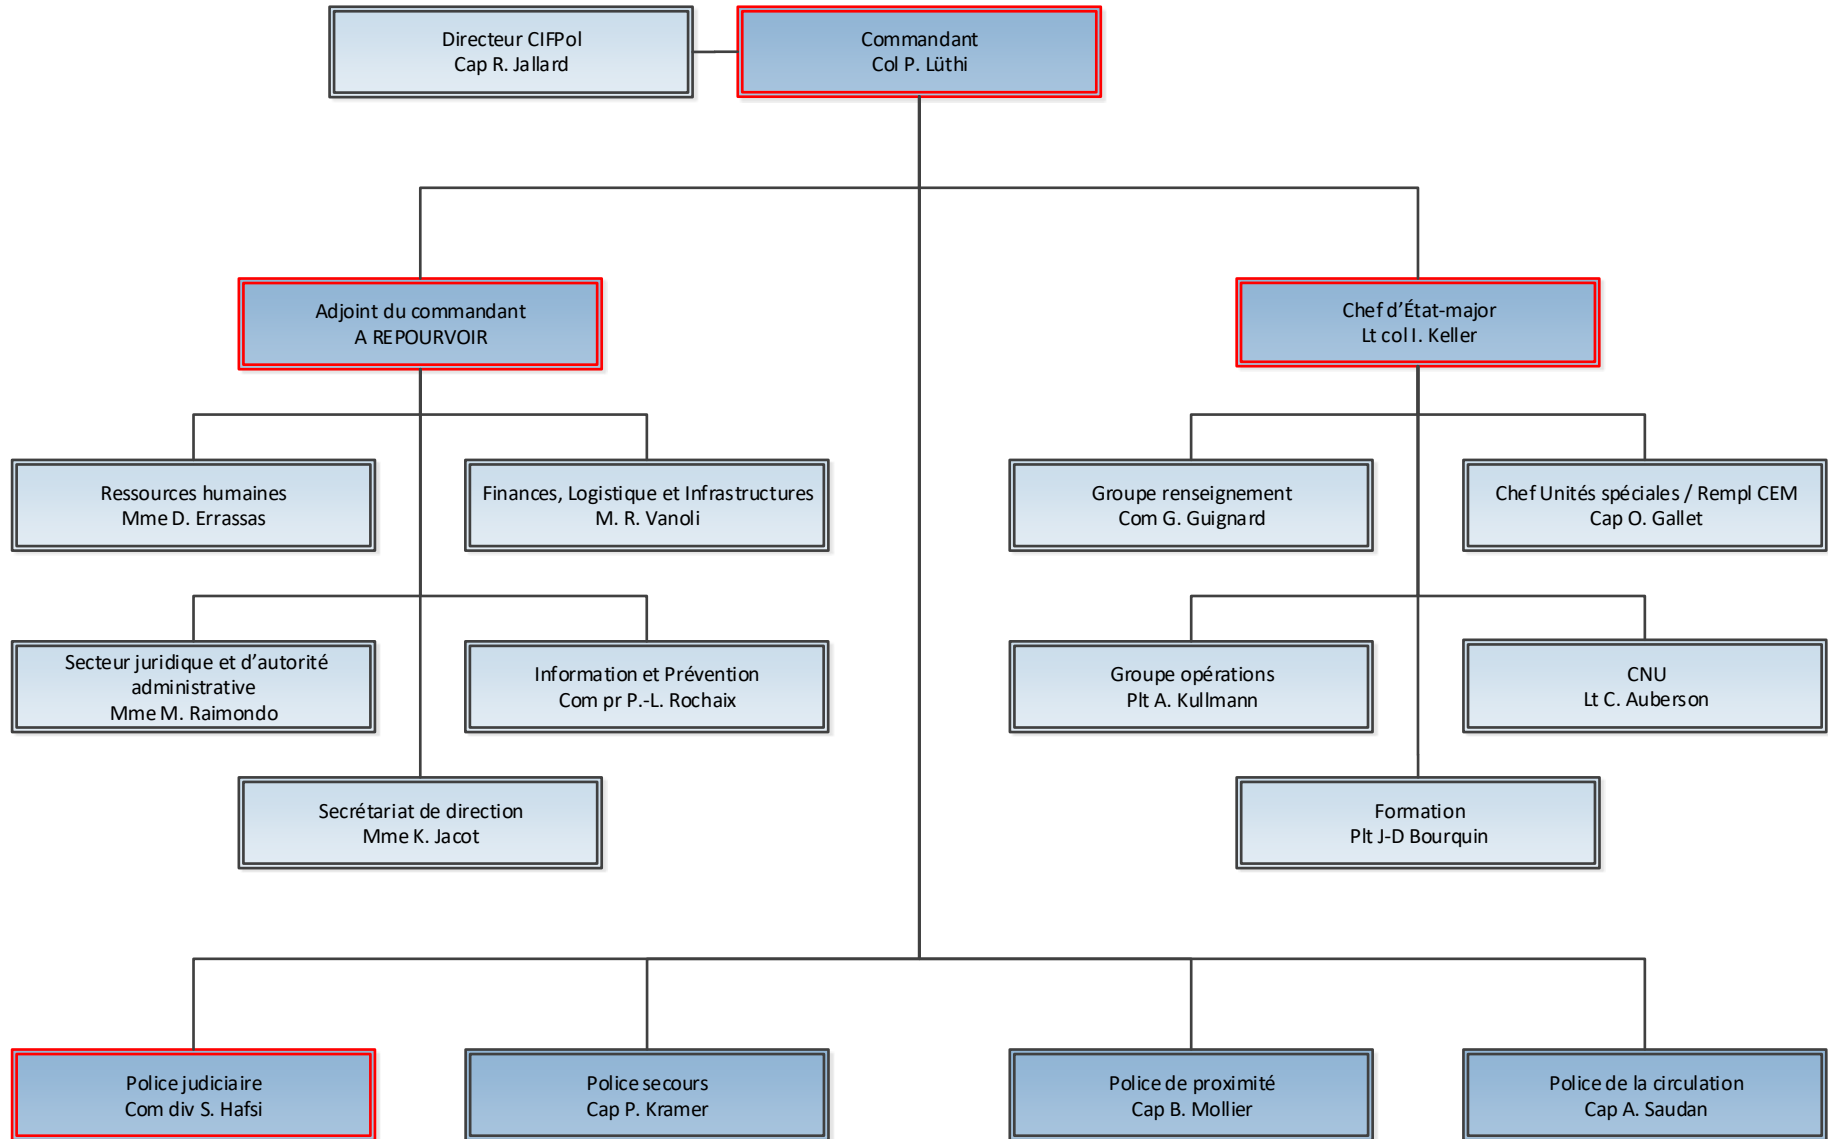 Directeur CIFPol
Cap R. Jallard
Commandant
Col P. Lüthi
Adjoint du commandant
A REPOURVOIR
Chef d’État-major
Lt col I. Keller
Ressources humaines
Mme D. Errassas
Finances, Logistique et Infrastructures
M. R. Vanoli
Groupe renseignement
Com G. Guignard
Chef Unités spéciales / Rempl CEM
Cap O. Gallet
Secteur juridique et d’autorité
administrative
Mme M. Raimondo
Information et Prévention
Com pr P.-L. Rochaix
Groupe opérations
Plt A. Kullmann
CNU
Lt C. Auberson
Secrétariat de direction
Mme K. Jacot
Formation
Plt J-D Bourquin
Police judiciaire
Com div S. Hafsi
Police secours
Cap P. Kramer
Police de proximité
Cap B. Mollier
Police de la circulation
Cap A. Saudan